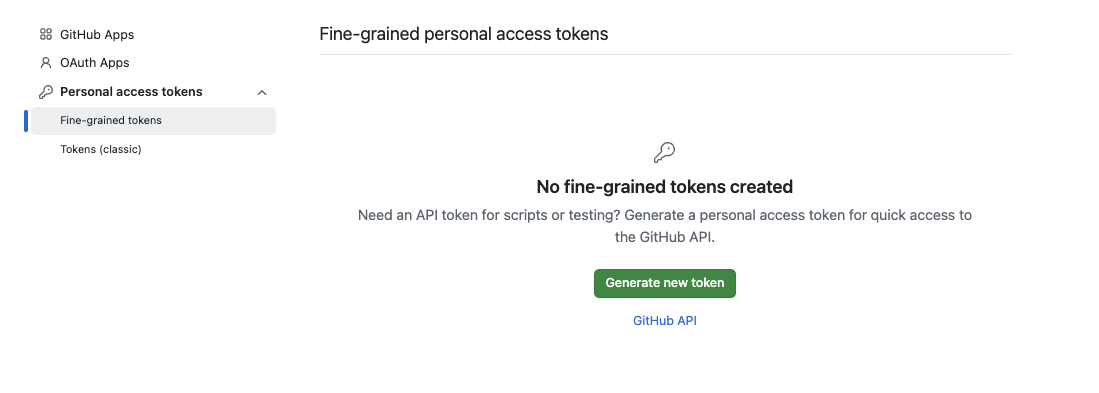 GitHub Apps
OAuth Apps
Personal access tokens
Fine-grained tokens
Tokens (classic)
Fine-grained personal access tokens
No fine-grained tokens created
Need an API token for scripts or testing? Generate a personal access token for quick access to
the GitHub API.
Generate new token
GitHub API